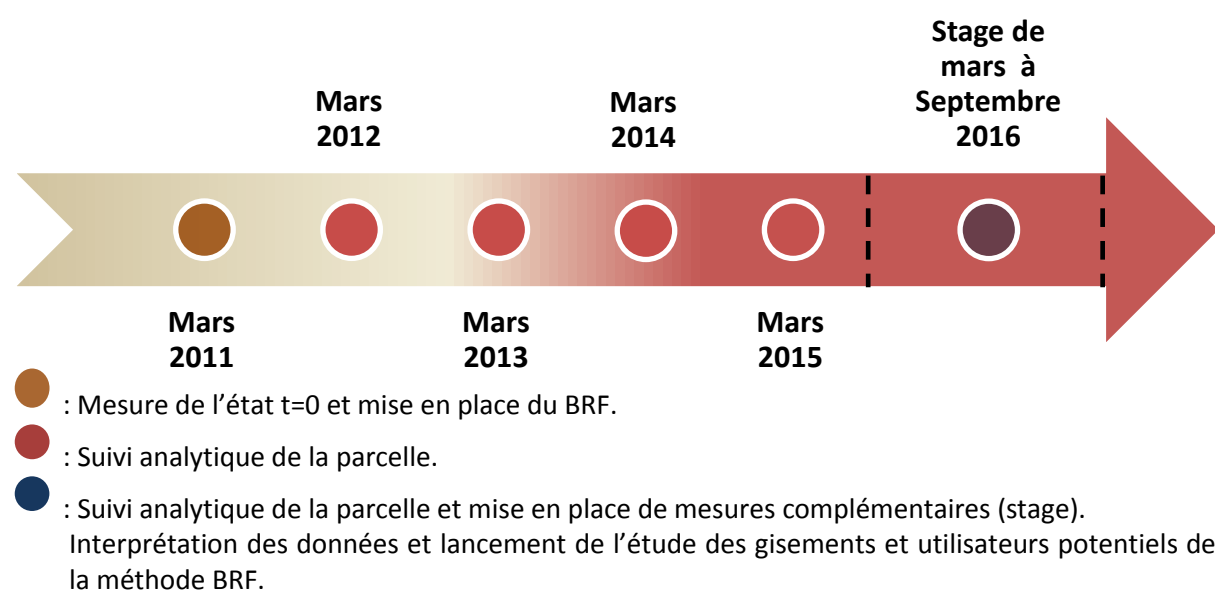 Stage de
mars à
Septembre
2016
Mars
2012
Mars
2014
Mars
2011
Mars
2013
Mars
2015
: Mesure de l’état t=0 et mise en place du BRF.
: Suivi analytique de la parcelle.
: Suivi analytique de la parcelle et mise en place de mesures complémentaires (stage).
Interprétation des données et lancement de l’étude des gisements et utilisateurs potentiels de
la méthode BRF.